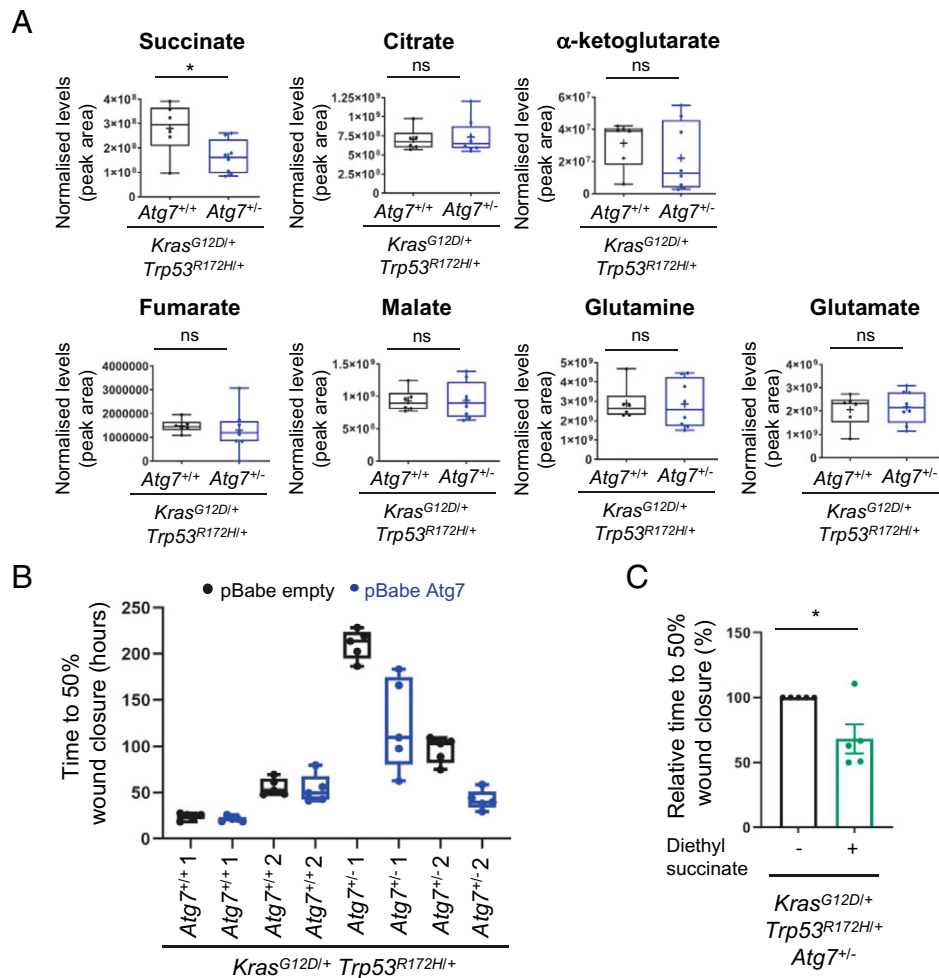 A
Succinate
*
Normalised levels
(peak area)
4×10⁸
3×10⁸
2×10⁸
1×10⁸
0
Atg7+/+ Atg7+/-
KrasG12D/+
Trp53R172H/+
Citrate
ns
Normalised levels
(peak area)
1.25×10⁹
1×10⁹
7.5×10⁸
5×10⁸
2.5×10⁸
0
Atg7+/+ Atg7+/-
KrasG12D/+
Trp53R172H/+
α-ketoglutarate
ns
Normalised levels
(peak area)
6×10⁷
4×10⁷
2×10⁷
0
Atg7+/+ Atg7+/-
KrasG12D/+
Trp53R172H/+
Fumarate
ns
Normalised levels
(peak area)
4000000
3000000
2000000
1000000
0
Atg7+/+ Atg7+/-
KrasG12D/+
Trp53R172H/+
Malate
ns
Normalised levels
(peak area)
1.5×10⁹
1×10⁹
5×10⁸
0
Atg7+/+ Atg7+/-
KrasG12D/+
Trp53R172H/+
Glutamine
ns
Normalised levels
(peak area)
5×10⁹
4×10⁹
3×10⁹
2×10⁹
1×10⁹
0
Atg7+/+ Atg7+/-
KrasG12D/+
Trp53R172H/+
Glutamate
ns
Normalised levels
(peak area)
4×10⁹
3×10⁹
2×10⁹
1×10⁹
0
Atg7+/+ Atg7+/-
KrasG12D/+
Trp53R172H/+
B
pBabe empty pBabe Atg7
Time to 50%
wound closure (hours)
250
200
150
100
50
0
Atg7+/+ 1
Atg7+/+ 1
Atg7+/+ 2
Atg7+/+ 2
Atg7+/- 1
Atg7+/- 1
Atg7+/- 2
Atg7+/- 2
KrasG12D/+ Trp53R172H/+
C
*
Relative time to 50%
wound closure (%)
150
100
50
0
Diethyl
succinate
- +
KrasG12D/+
Trp53R172H/+
Atg7+/-